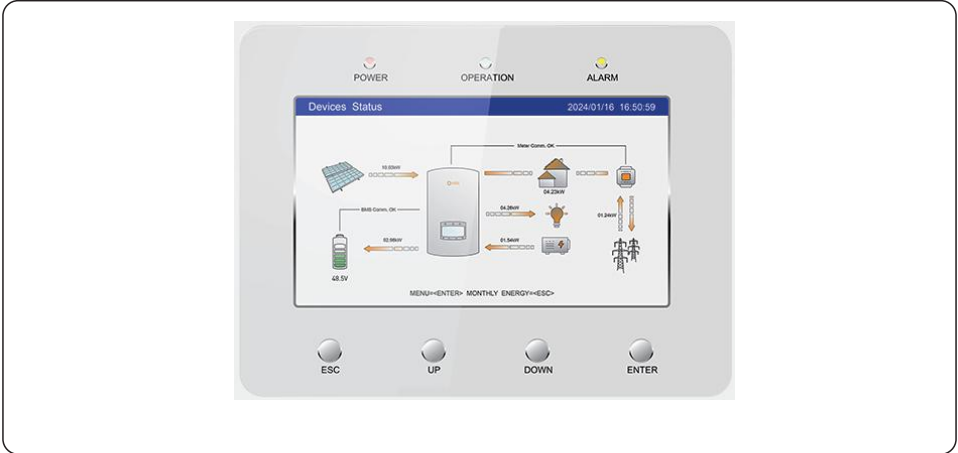 POWER
OPERATION
ALARM
Devices Status
2024/01/16 16:50:59
Meter Comm. OK
10.03kW
04.23kW
BMS Comm. OK
04.26kW
01.24kW
02.98kW
01.54kW
48.5V
MENU=<ENTER> MONTHLY ENERGY=<ESC>
ESC
UP
DOWN
ENTER